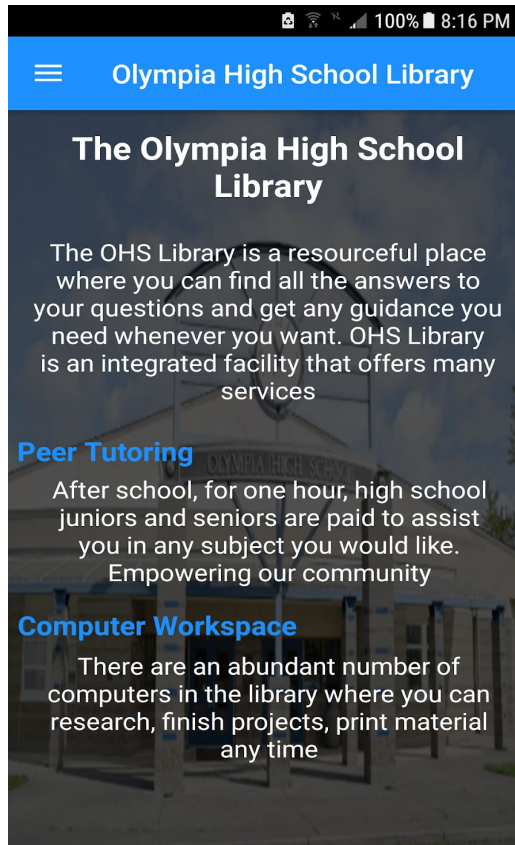 100% 8:16 PM
Olympia High School Library
The Olympia High School
Library
The OHS Library is a resourceful place
where you can find all the answers to
your questions and get any guidance you
need whenever you want. OHS Library
is an integrated facility that offers many
services
Peer Tutoring
OLYMPIA HIGH SCHOOL
After school, for one hour, high school
juniors and seniors are paid to assist
you in any subject you would like.
Empowering our community
Computer Workspace
There are an abundant number of
computers in the library where you can
research, finish projects, print material
any time